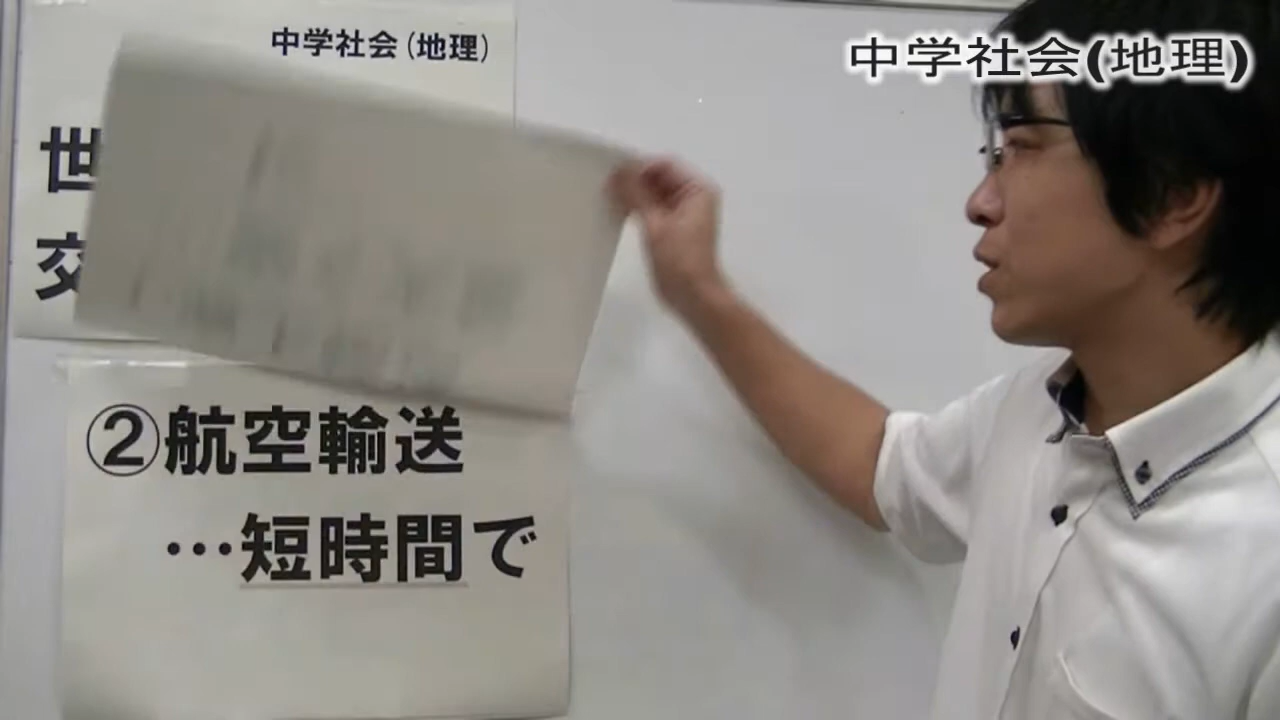 中学社会(地理)
中学社会(地理)
世
交
②航空輸送
…短時間で